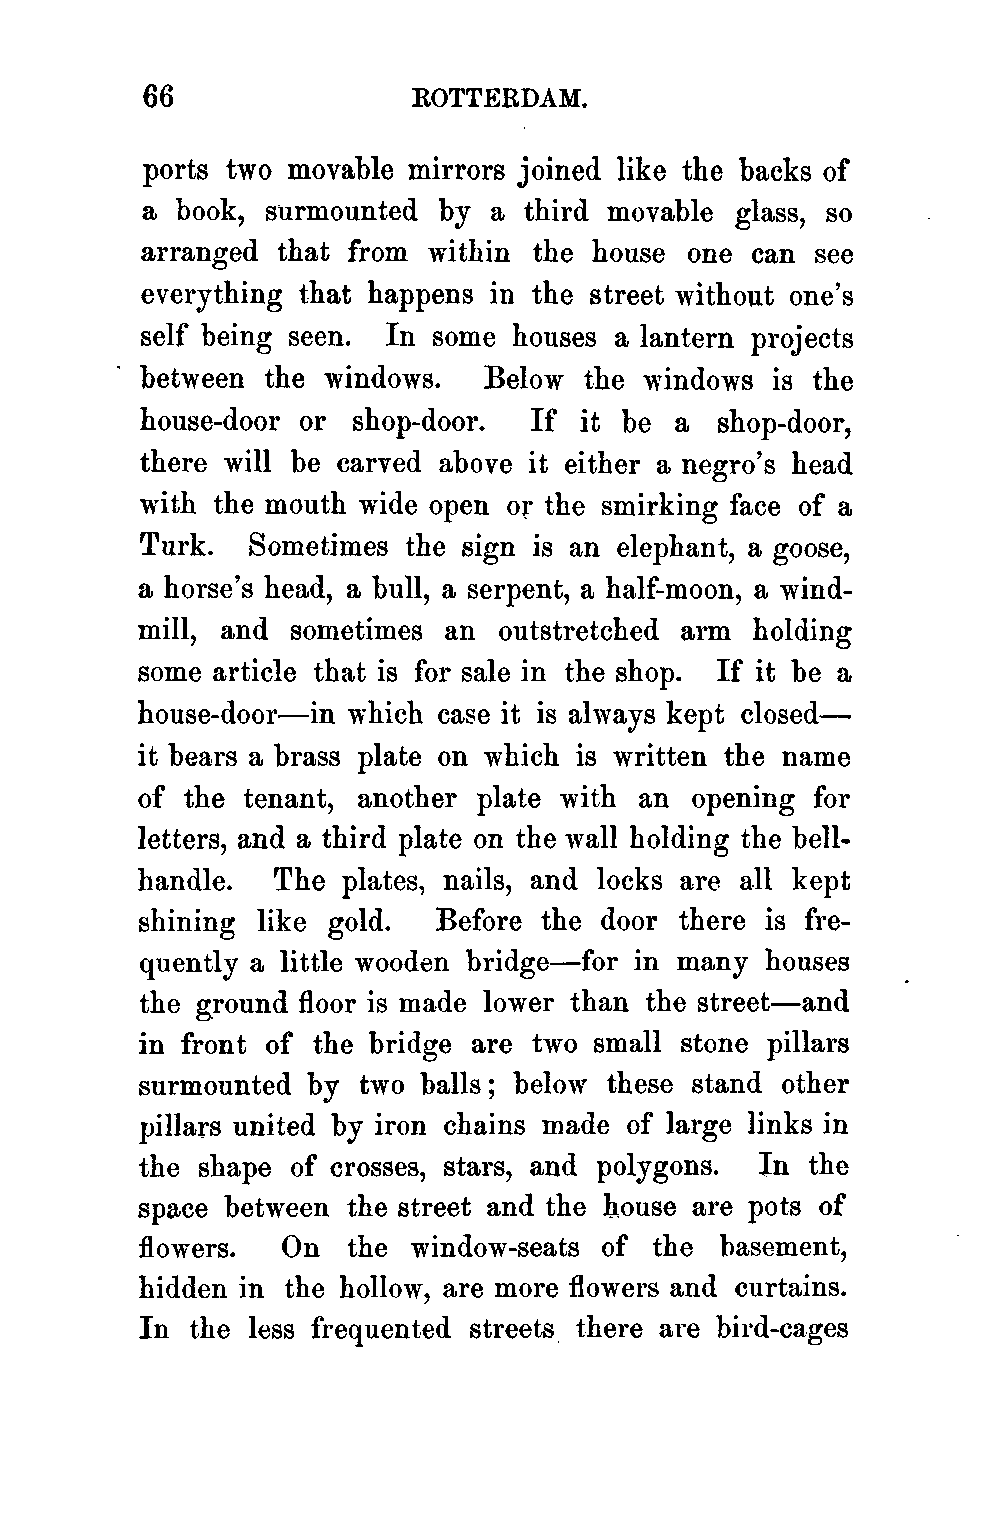 66 ROTTERDAM.
ports two movable mirrors joined like the backs of
a book, surmounted by a third movable glass, so
arranged that from within the house one can see
everything that happens in the street without one's
self being seen. In some houses a lantern projects
between the windows. Below the windows is the
house-door or shop-door. If it be a shop-door,
there will be carved above it either a negro's head
with the mouth wide open or the smirking face of a
Turk. Sometimes the sign is an elephant, a goose,
a horse's head, a bull, a serpent, a half-moon, a wind-
mill, and sometimes an outstretched arm holding
some article that is for sale in the shop. If it be a
house-door—in which case it is always kept closed—
it bears a brass plate on which is written the name
of the tenant, another plate with an opening for
letters, and a third plate on the wall holding the bell-
handle. The plates, nails, and locks are all kept
shining like gold. Before the door there is fre-
quently a little wooden bridge—for in many houses
the ground floor is made lower than the street—and
in front of the bridge are two small stone pillars
surmounted by two balls; below these stand other
pillars united by iron chains made of large links in
the shape of crosses, stars, and polygons. In the
space between the street and the house are pots of
flowers. On the window-seats of the basement,
hidden in the hollow, are more flowers and curtains.
In the less frequented streets there are bird-cages